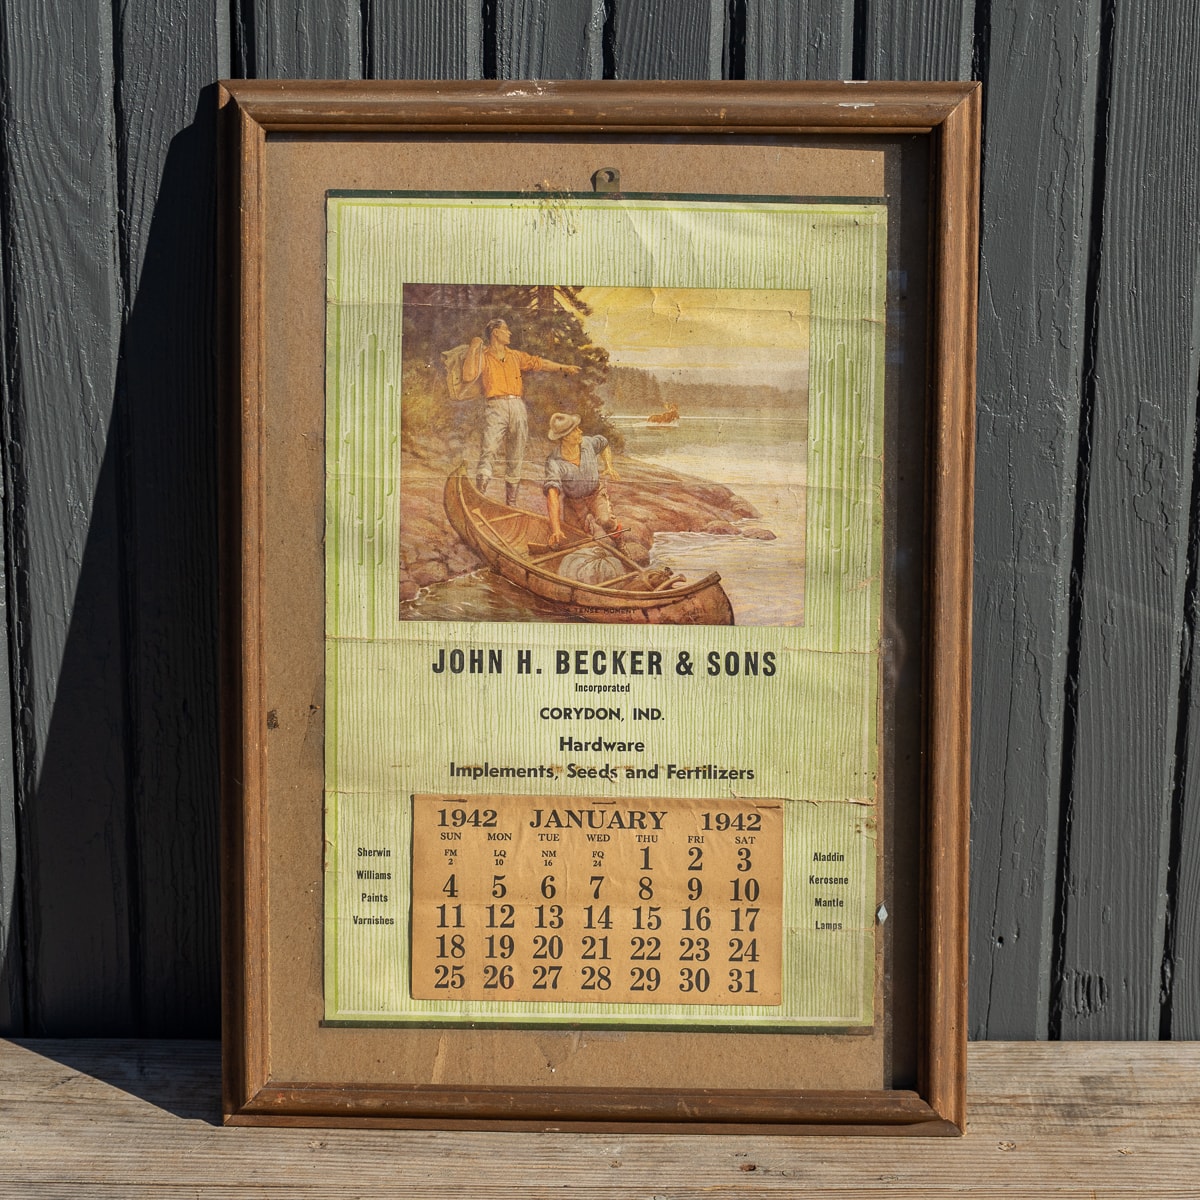 A TENSE MOMENT
JOHN H. BECKER & SONS
Incorporated
CORYDON, IND.
Hardware
Implements, Seeds and Fertilizers
Sherwin
Williams
Paints
Varnishes
1942 JANUARY 1942
SUN MON TUE WED THU FRI SAT
FM 2 LQ 10 NM 16 FQ 24 1 2 3
4 5 6 7 8 9 10
11 12 13 14 15 16 17
18 19 20 21 22 23 24
25 26 27 28 29 30 31
Aladdin
Kerosene
Mantle
Lamps